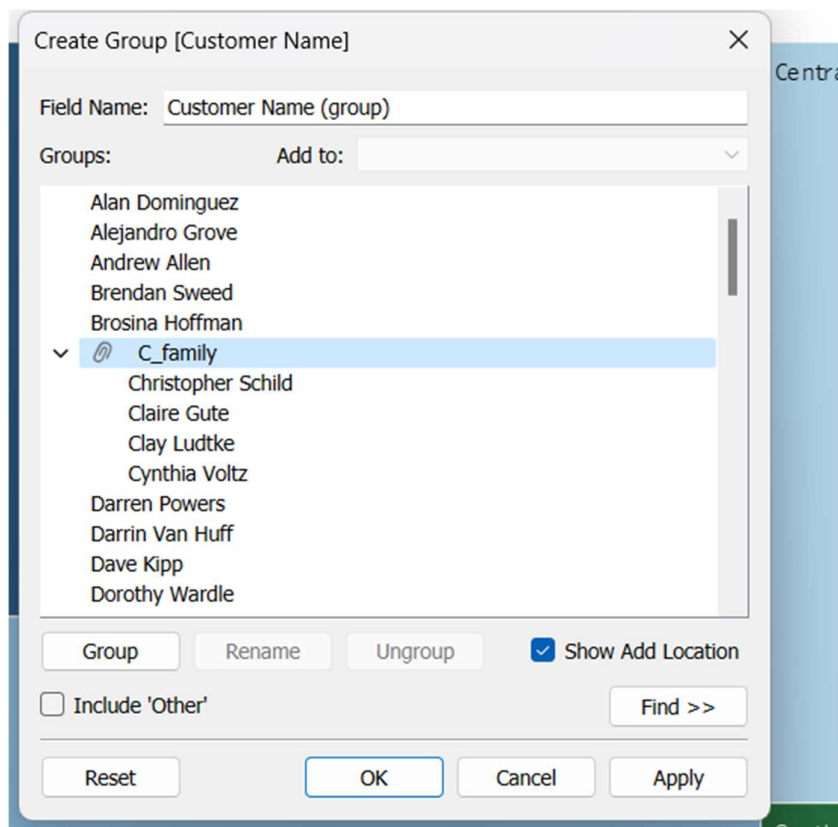 Create Group [Customer Name]
Centra
Field Name: Customer Name (group)
Groups: Add to:
Alan Dominguez
Alejandro Grove
Andrew Allen
Brendan Sweed
Brosina Hoffman
C_family
Christopher Schild
Claire Gute
Clay Ludtke
Cynthia Voltz
Darren Powers
Darrin Van Huff
Dave Kipp
Dorothy Wardle
Group Rename Ungroup Show Add Location
Include 'Other' Find >>
Reset OK Cancel Apply